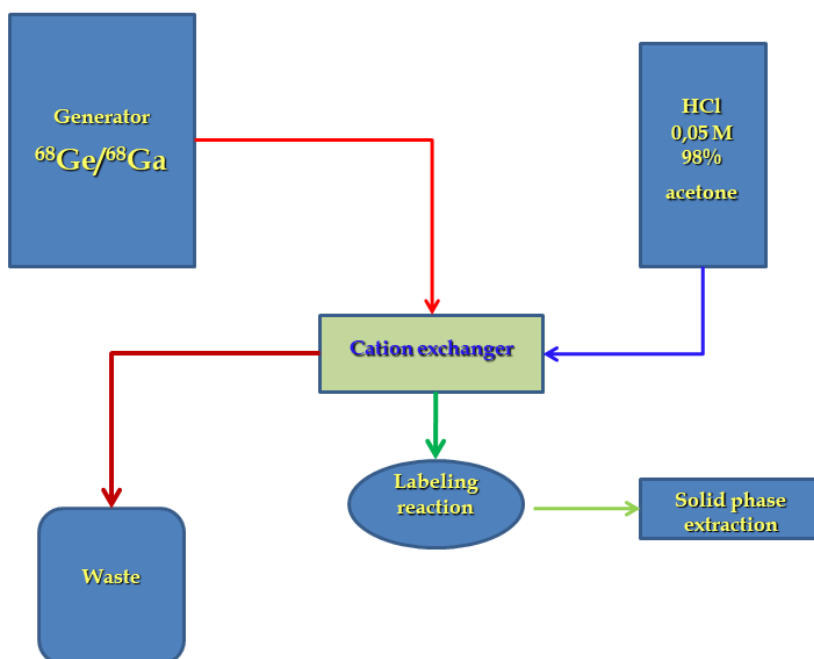 Generator
⁶⁸Ge/⁶⁸Ga
HCl
0,05 M
98%
acetone
Cation exchanger
Labeling
reaction
Solid phase
extraction
Waste